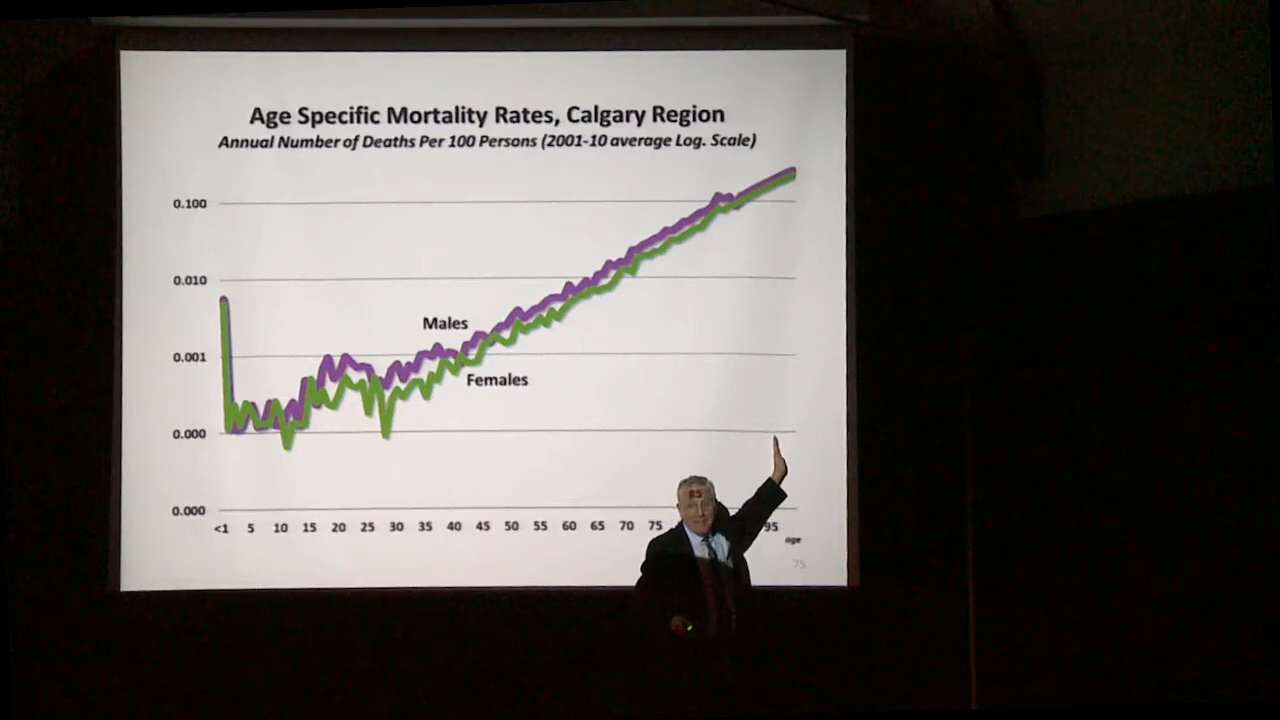 Age Specific Mortality Rates, Calgary Region
Annual Number of Deaths Per 100 Persons (2001-10 average Log. Scale)
0.100
0.010
0.001
0.000
0.000
Males
Females
<1 5 10 15 20 25 30 35 40 45 50 55 60 65 70 75 85 95
age
75